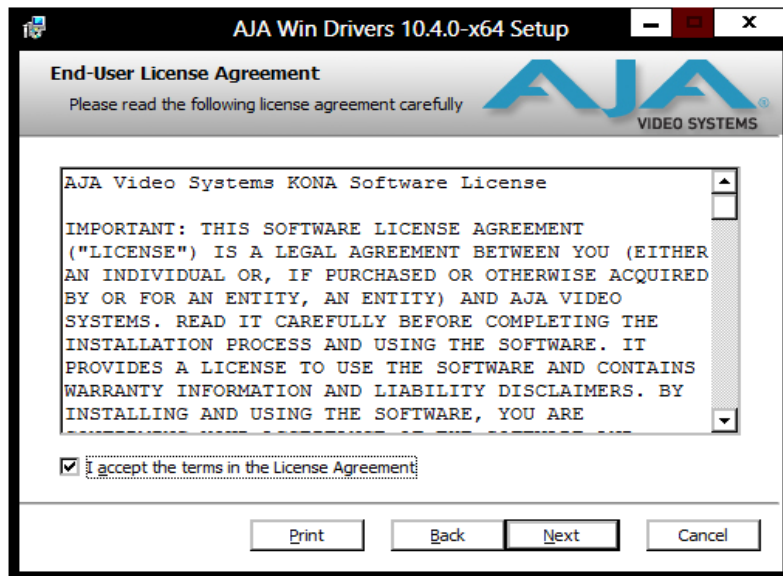 AJA Win Drivers 10.4.0-x64 Setup
End-User License Agreement
Please read the following license agreement carefully
AJA
VIDEO SYSTEMS
AJA Video Systems KONA Software License
IMPORTANT: THIS SOFTWARE LICENSE AGREEMENT
("LICENSE") IS A LEGAL AGREEMENT BETWEEN YOU (EITHER
AN INDIVIDUAL OR, IF PURCHASED OR OTHERWISE ACQUIRED
BY OR FOR AN ENTITY, AN ENTITY) AND AJA VIDEO
SYSTEMS. READ IT CAREFULLY BEFORE COMPLETING THE
INSTALLATION PROCESS AND USING THE SOFTWARE. IT
PROVIDES A LICENSE TO USE THE SOFTWARE AND CONTAINS
WARRANTY INFORMATION AND LIABILITY DISCLAIMERS. BY
INSTALLING AND USING THE SOFTWARE, YOU ARE
I accept the terms in the License Agreement
Print Back Next Cancel